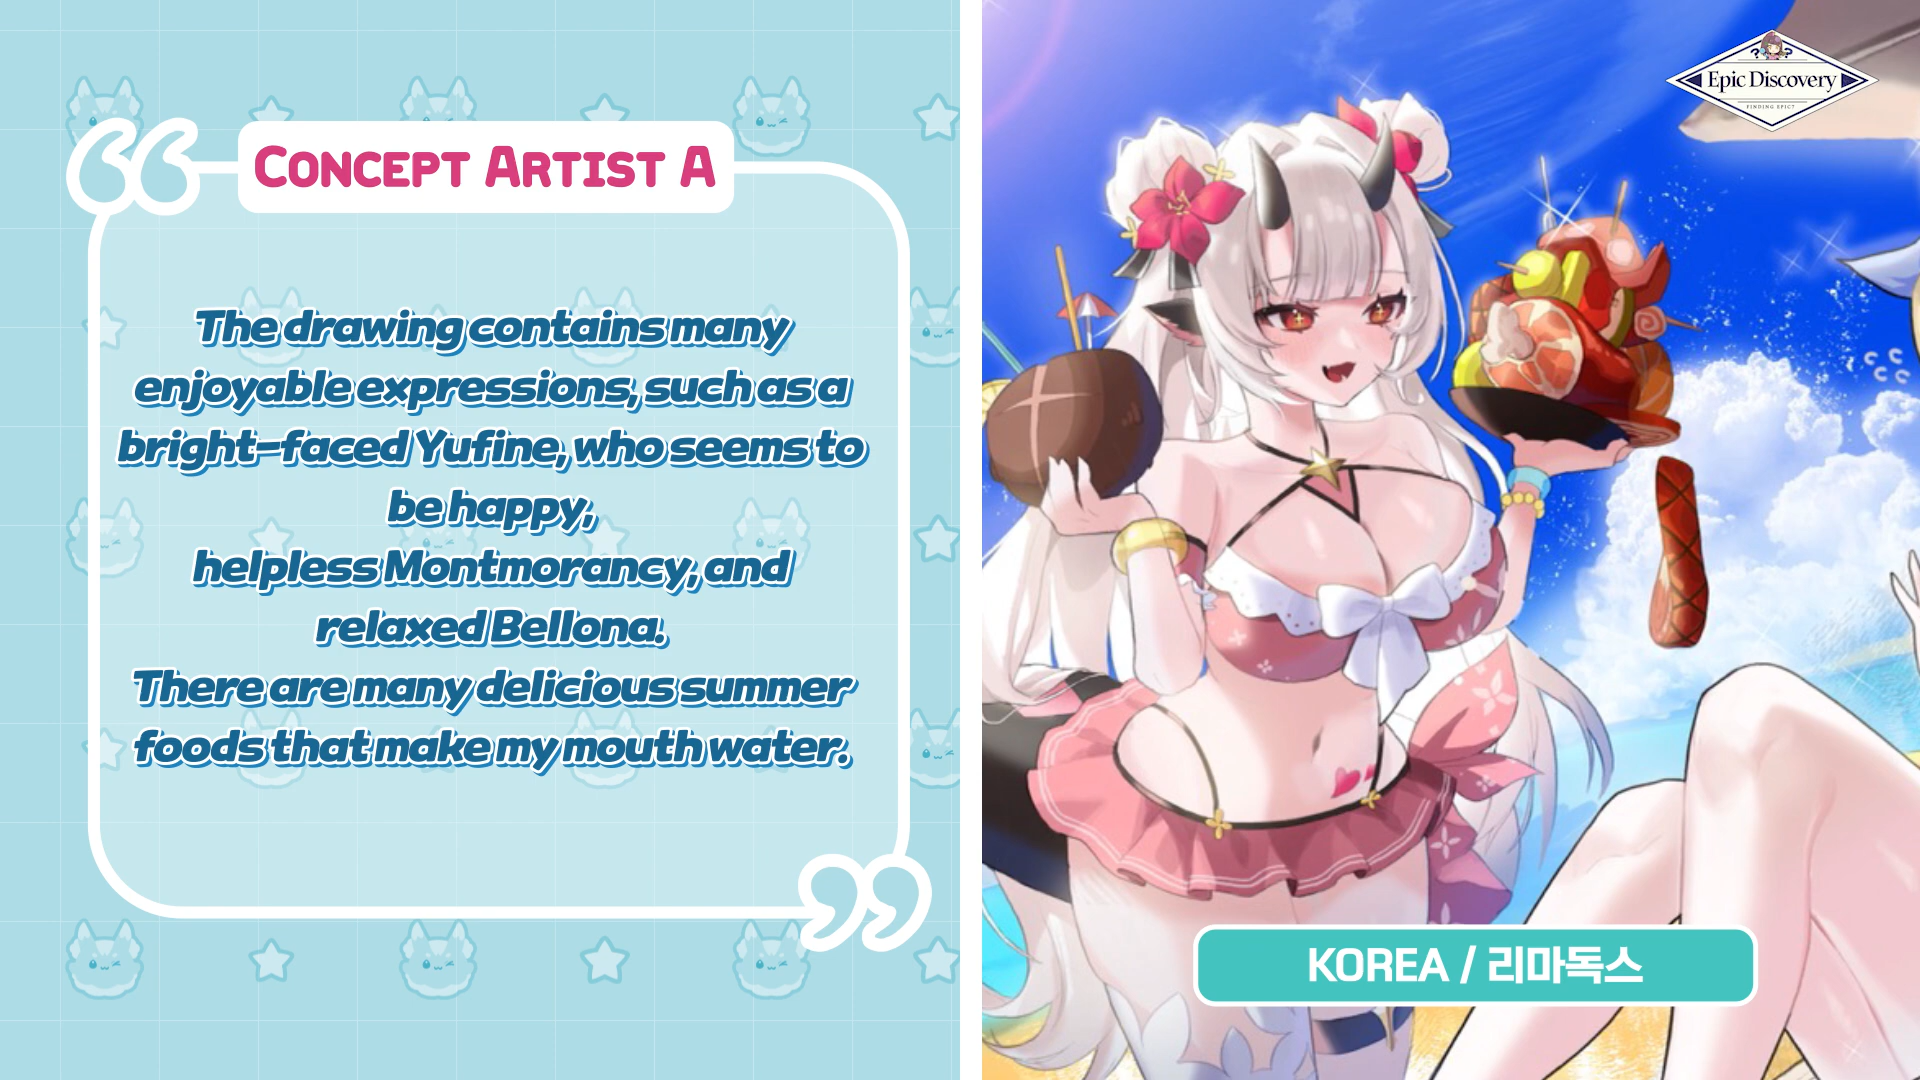 CONCEPT ARTIST A
The drawing contains many
enjoyable expressions, such as a
bright-faced Yufine, who seems to
be happy,
helpless Montmorancy, and
relaxed Bellona.
There are many delicious summer
foods that make my mouth water.
? ?
Epic Discovery
FINDING EPIC7
KOREA / 리마독스